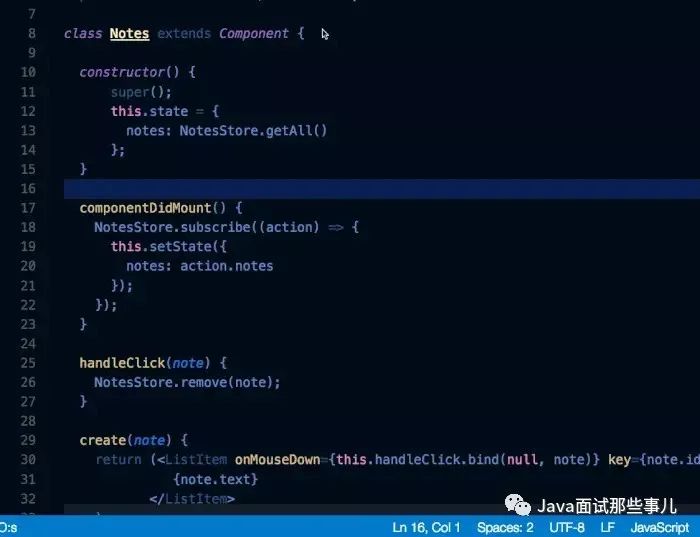 7
8 class Notes extends Component {
9
10 constructor() {
11 super();
12 this.state = {
13 notes: NotesStore.getAll()
14 };
15 }
16
17 componentDidMount() {
18 NotesStore.subscribe((action) => {
19 this.setState({
20 notes: action.notes
21 });
22 });
23 }
24
25 handleClick(note) {
26 NotesStore.remove(note);
27 }
28
29 create(note) {
30 return (<ListItem onMouseDown={this.handleClick.bind(null, note)} key={note.id
31 {note.text}
32 </ListItem>
Java面试那些事儿
O:s Ln 16, Col 1 Spaces: 2 UTF-8 LF JavaScript